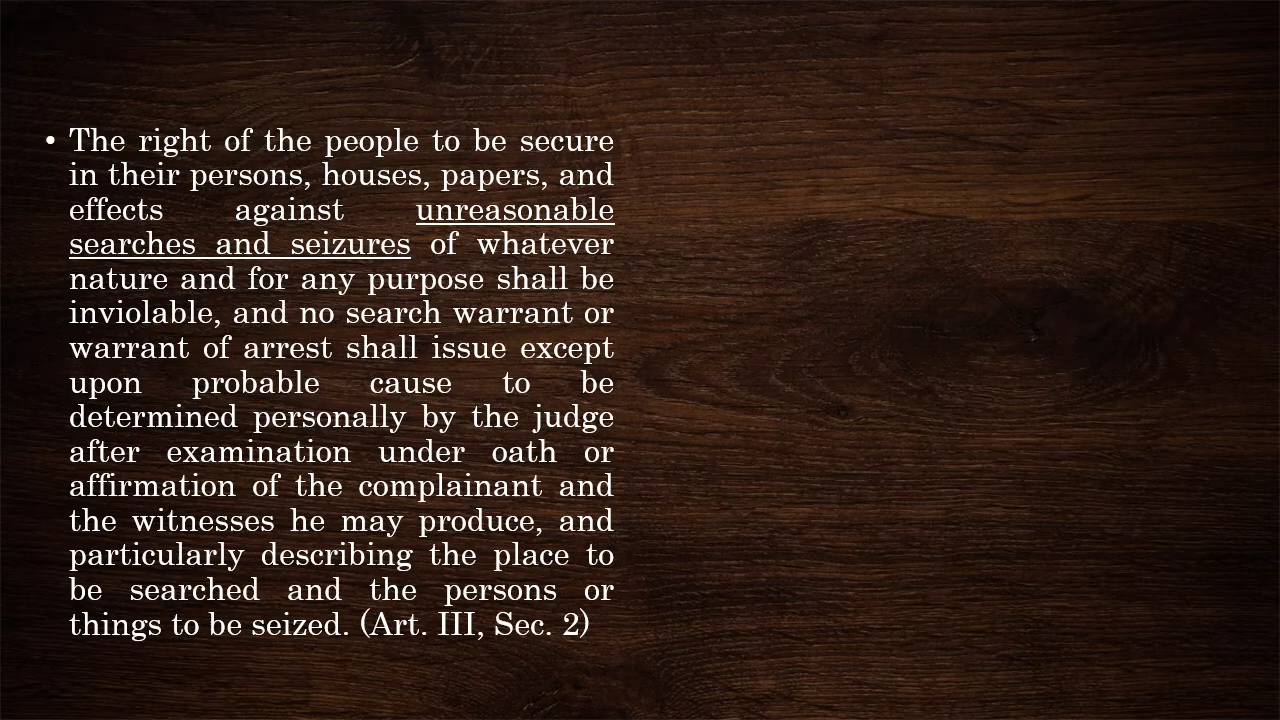 • The right of the people to be secure
in their persons, houses, papers, and
effects against unreasonable
searches and seizures of whatever
nature and for any purpose shall be
inviolable, and no search warrant or
warrant of arrest shall issue except
upon probable cause to be
determined personally by the judge
after examination under oath or
affirmation of the complainant and
the witnesses he may produce, and
particularly describing the place to
be searched and the persons or
things to be seized. (Art. III, Sec. 2)